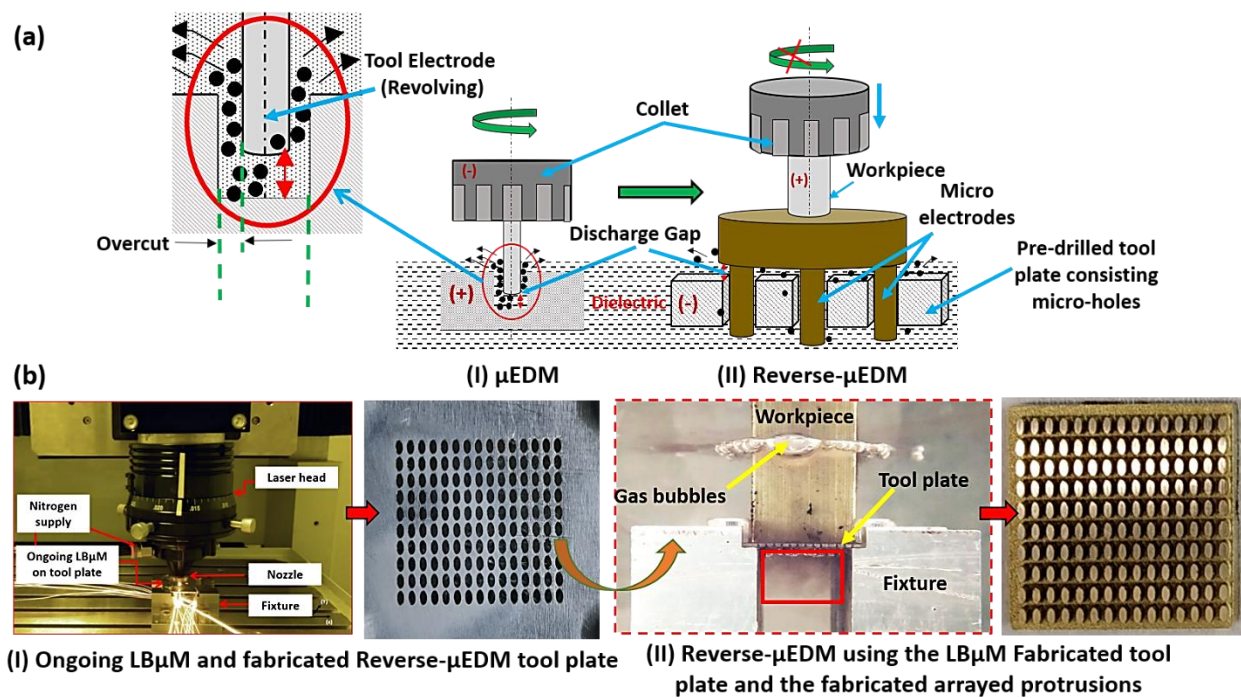 (a)
Tool Electrode
(Revolving)
Overcut
Collet
(-)
(+)
Workpiece
Micro
electrodes
Discharge Gap
Pre-drilled tool
plate consisting
micro-holes
(+)
Dielectric
(-)
(I) µEDM
(II) Reverse-µEDM
(b)
Laser head
Nitrogen
supply
Ongoing LBµM
on tool plate
Nozzle
Fixture
.020
.015
Workpiece
Gas bubbles
Tool plate
Fixture
(I) Ongoing LBµM and fabricated Reverse-µEDM tool plate
(II) Reverse-µEDM using the LBµM Fabricated tool
plate and the fabricated arrayed protrusions